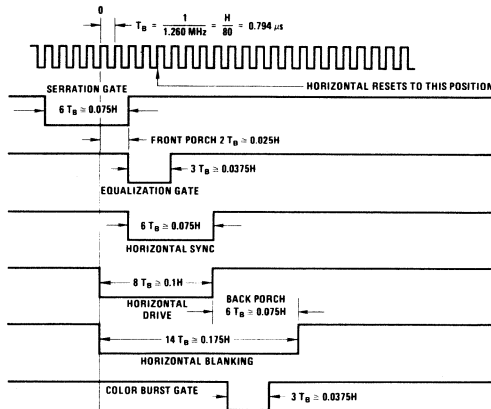 0
T_B = 1 / 1.260 MHz = H / 80 = 0.794 μs
HORIZONTAL RESETS TO THIS POSITION
SERRATION GATE
6 T_B ≅ 0.075H
FRONT PORCH 2 T_B ≅ 0.025H
3 T_B ≅ 0.0375H
EQUALIZATION GATE
6 T_B ≅ 0.075H
HORIZONTAL SYNC
8 T_B ≅ 0.1H
HORIZONTAL
DRIVE
BACK PORCH
6 T_B ≅ 0.075H
14 T_B ≅ 0.175H
HORIZONTAL BLANKING
COLOR BURST GATE
3 T_B ≅ 0.0375H